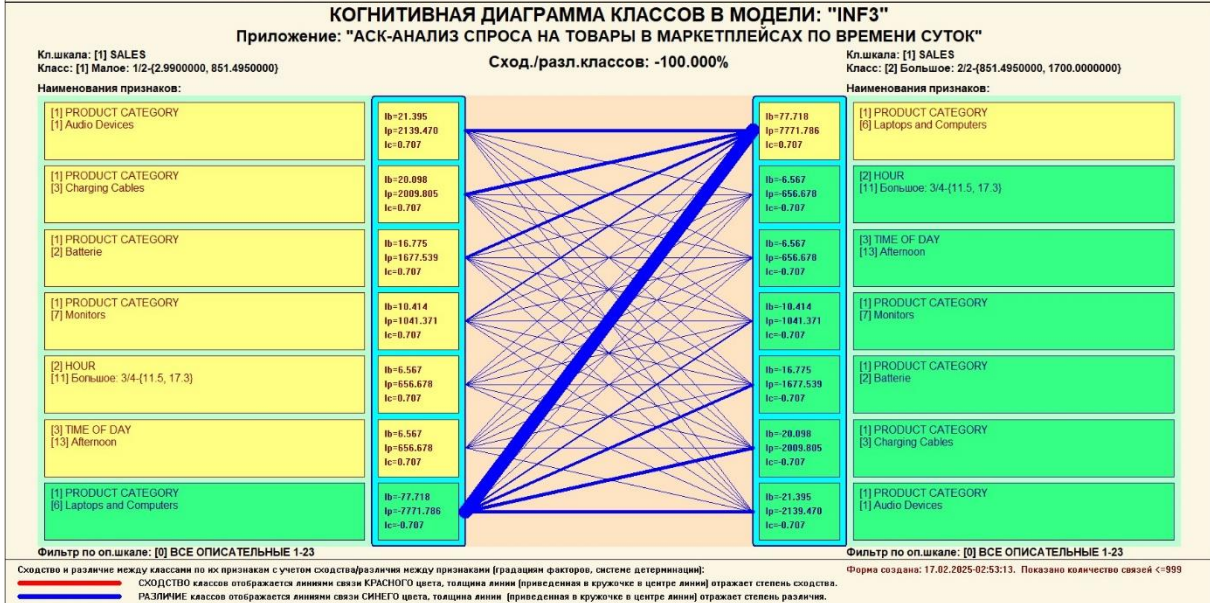 КОГНИТИВНАЯ ДИАГРАММА КЛАССОВ В МОДЕЛИ: "INF3"
Приложение: "АСК-АНАЛИЗ СПРОСА НА ТОВАРЫ В МАРКЕТПЛЕЙСАХ ПО ВРЕМЕНИ СУТОК"
Кл.шкала: [1] SALES
Класс: [1] Малое: 1/2-{2.9900000, 851.4950000}
Сход./разл.классов: -100.000%
Кл.шкала: [1] SALES
Класс: [2] Большое: 2/2-{851.4950000, 1700.0000000}
Наименования признаков:
[1] PRODUCT CATEGORY
[1] Audio Devices
Ib=21.395
Ip=2139.470
Ic=0.707
[1] PRODUCT CATEGORY
[3] Charging Cables
Ib=20.098
Ip=2009.805
Ic=0.707
[1] PRODUCT CATEGORY
[2] Batterie
Ib=16.775
Ip=1677.539
Ic=0.707
[1] PRODUCT CATEGORY
[7] Monitors
Ib=10.414
Ip=1041.371
Ic=0.707
[2] HOUR
[11] Большое: 3/4-{11.5, 17.3}
Ib=6.567
Ip=656.678
Ic=0.707
[3] TIME OF DAY
[13] Afternoon
Ib=6.567
Ip=656.678
Ic=0.707
[1] PRODUCT CATEGORY
[6] Laptops and Computers
Ib=-77.718
Ip=-7771.786
Ic=-0.707
Фильтр по оп.шкале: [0] ВСЕ ОПИСАТЕЛЬНЫЕ 1-23
Наименования признаков:
Ib=77.718
Ip=7771.786
Ic=0.707
[1] PRODUCT CATEGORY
[6] Laptops and Computers
Ib=-6.567
Ip=-656.678
Ic=-0.707
[2] HOUR
[11] Большое: 3/4-{11.5, 17.3}
Ib=-6.567
Ip=-656.678
Ic=-0.707
[3] TIME OF DAY
[13] Afternoon
Ib=-10.414
Ip=-1041.371
Ic=-0.707
[1] PRODUCT CATEGORY
[7] Monitors
Ib=-16.775
Ip=-1677.539
Ic=-0.707
[1] PRODUCT CATEGORY
[2] Batterie
Ib=-20.098
Ip=-2009.805
Ic=-0.707
[1] PRODUCT CATEGORY
[3] Charging Cables
Ib=-21.395
Ip=-2139.470
Ic=-0.707
[1] PRODUCT CATEGORY
[1] Audio Devices
Фильтр по оп.шкале: [0] ВСЕ ОПИСАТЕЛЬНЫЕ 1-23
Сходство и различие между классами по их признакам с учетом сходства/различия между признаками (градациям факторов, системе детерминации):
Форма создана: 17.02.2025-02:53:13. Показано количество связей <=999
СХОДСТВО классов отображается линиями связи КРАСНОГО цвета, толщина линии (приведенная в кружочке в центре линии) отражает степень сходства.
РАЗЛИЧИЕ классов отображается линиями связи СИНЕГО цвета, толщина линии (приведенная в кружочке в центре линии) отражает степень различия.